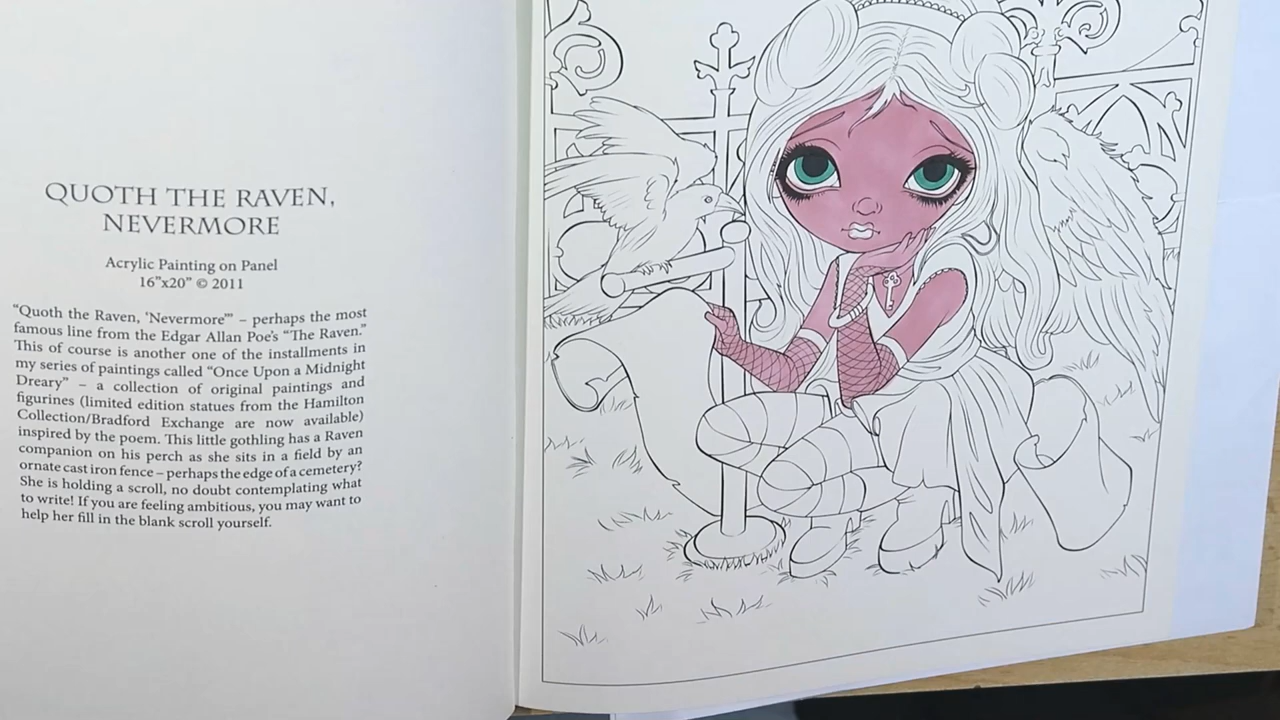 QUOTH THE RAVEN,
NEVERMORE
Acrylic Painting on Panel
16”x20” © 2011
“Quoth the Raven, ‘Nevermore’” – perhaps the most
famous line from the Edgar Allan Poe’s “The Raven.”
This of course is another one of the installments in
my series of paintings called “Once Upon a Midnight
Dreary” – a collection of original paintings and
figurines (limited edition statues from the Hamilton
Collection/Bradford Exchange are now available)
inspired by the poem. This little gothling has a Raven
companion on his perch as she sits in a field by an
ornate cast iron fence – perhaps the edge of a cemetery?
She is holding a scroll, no doubt contemplating what
to write! If you are feeling ambitious, you may want to
help her fill in the blank scroll yourself.